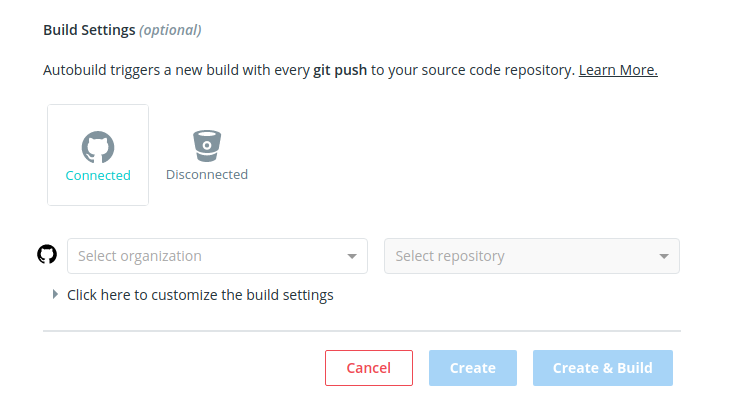 Build Settings (optional)
Autobuild triggers a new build with every git push to your source code repository. Learn More.
Connected
Disconnected
Select organization
Select repository
Click here to customize the build settings
Cancel
Create
Create & Build